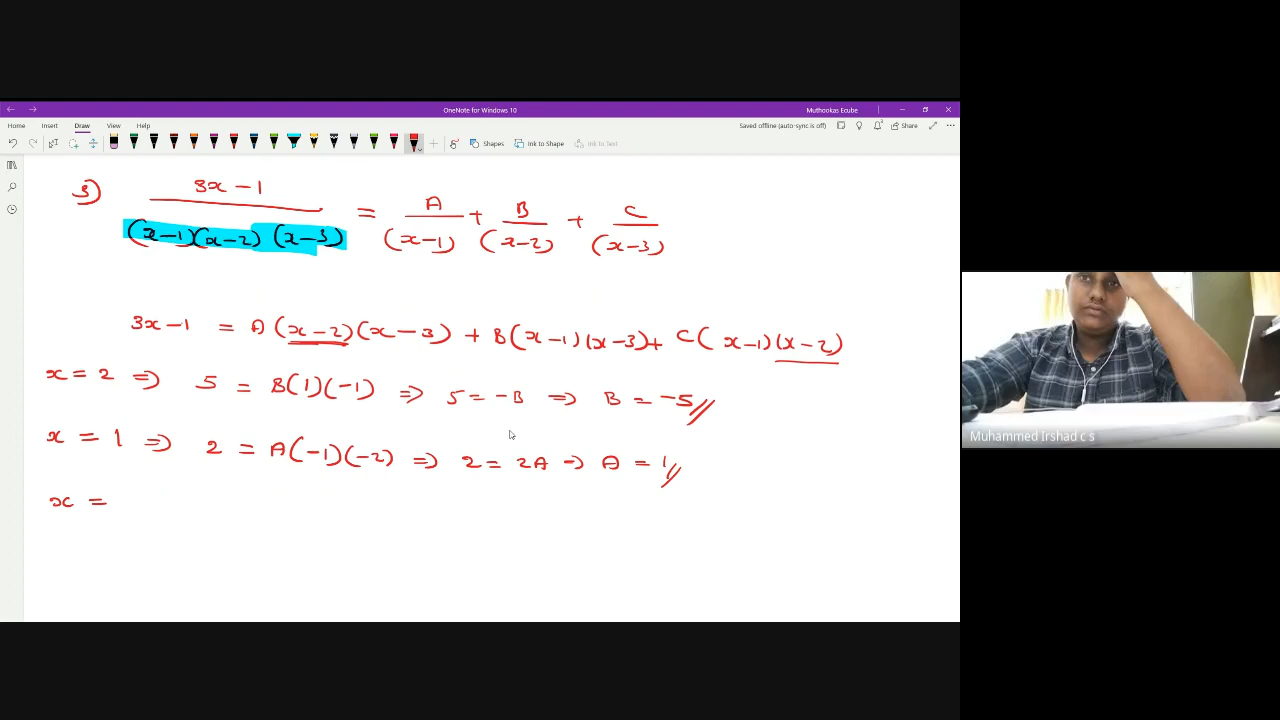 OneNote for Windows 10
Muthookas Ecube
Home Insert Draw View Help
Saved offline (auto-sync is off)
Share
Shapes Ink to Shape Ink to Text
3) 3x-1 / (x-1)(x-2)(x-3) = A/(x-1) + B/(x-2) + C/(x-3)
3x-1 = A(x-2)(x-3) + B(x-1)(x-3) + C(x-1)(x-2)
x = 2 ⇒ 5 = B(1)(-1) ⇒ 5 = -B ⇒ B = -5//
x = 1 ⇒ 2 = A(-1)(-2) ⇒ 2 = 2A ⇒ A = 1//
x =
Muhammed Irshad c s